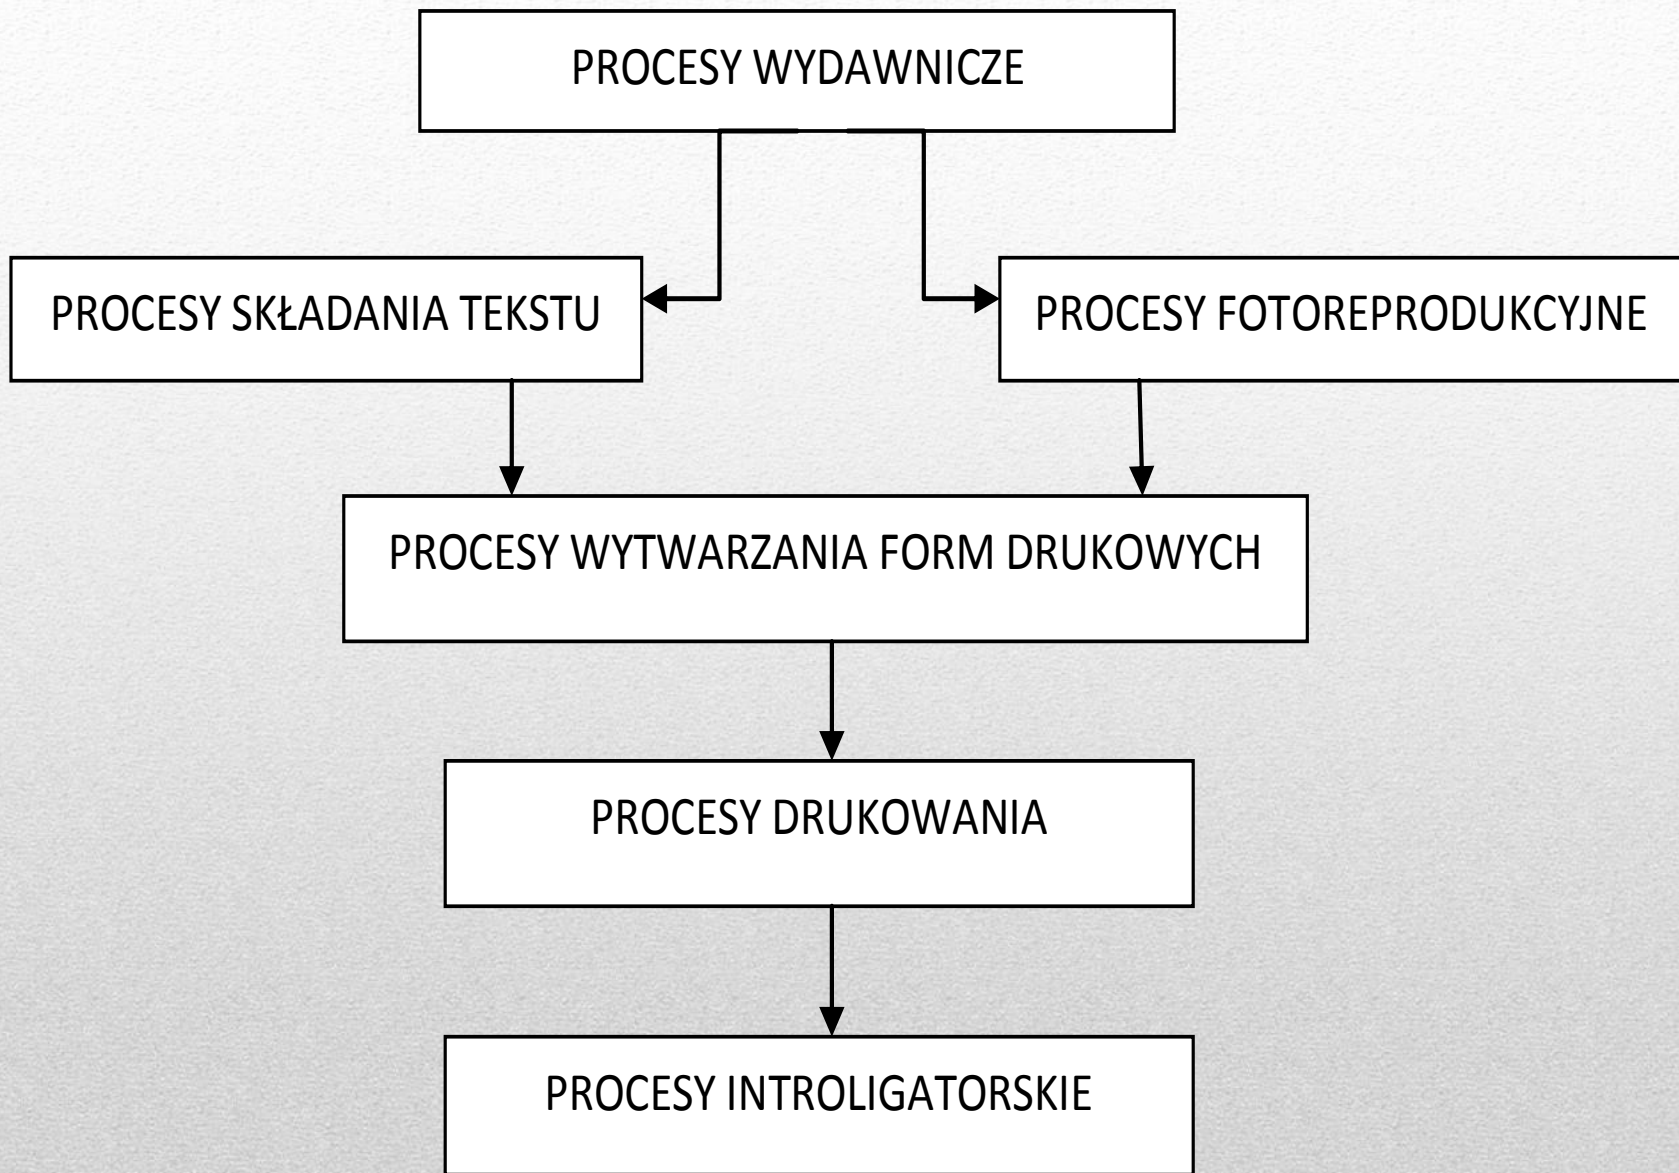 PROCESY WYDAWNICZE
PROCESY SKŁADANIA TEKSTU
PROCESY FOTOREPRODUKCYJNE
PROCESY WYTWARZANIA FORM DRUKOWYCH
PROCESY DRUKOWANIA
PROCESY INTROLIGATORSKIE